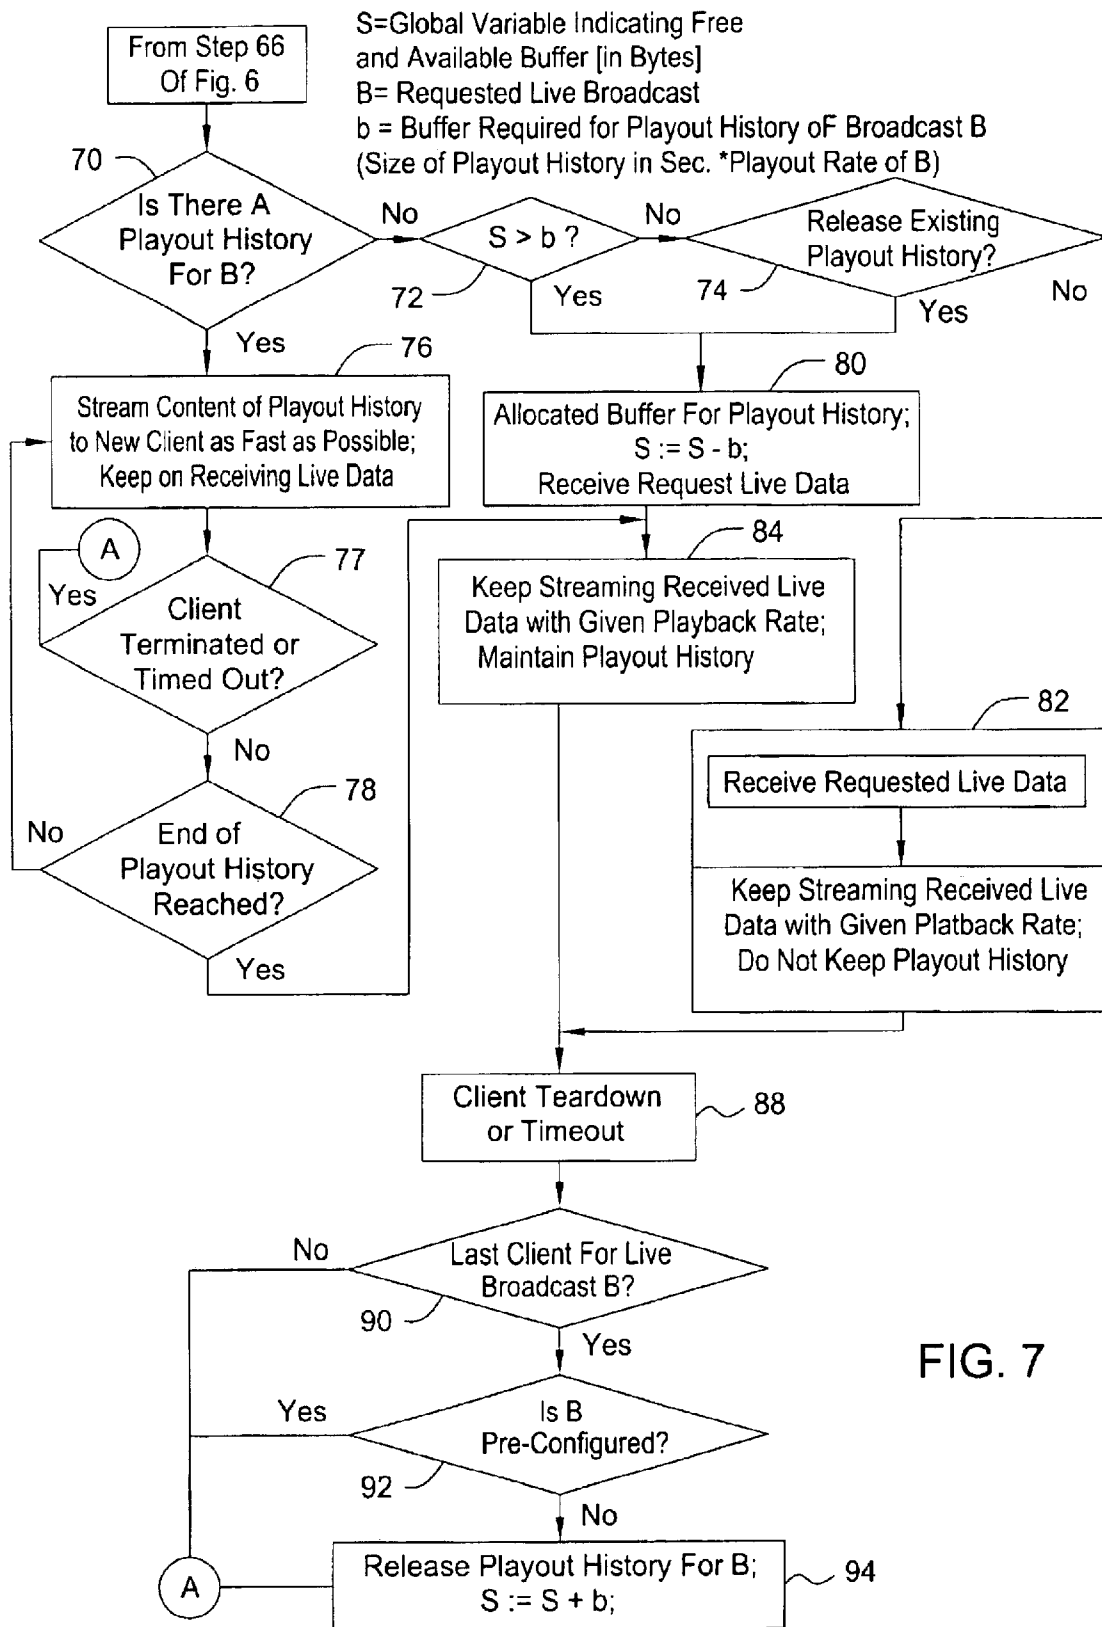 S=Global Variable Indicating Free
and Available Buffer [in Bytes]
B= Requested Live Broadcast
b = Buffer Required for Playout History oF Broadcast B
(Size of Playout History in Sec. *Playout Rate of B)
From Step 66
Of Fig. 6
70
Is There A
Playout History
For B?
No
S > b ?
72
No
Release Existing
Playout History?
74
No
Yes
Yes
Yes
76
Stream Content of Playout History
to New Client as Fast as Possible;
Keep on Receiving Live Data
80
Allocated Buffer For Playout History;
S := S - b;
Receive Request Live Data
A
Yes
77
Client
Terminated or
Timed Out?
No
84
Keep Streaming Received Live
Data with Given Playback Rate;
Maintain Playout History
82
Receive Requested Live Data
Keep Streaming Received Live
Data with Given Platback Rate;
Do Not Keep Playout History
78
No
End of
Playout History
Reached?
Yes
Client Teardown
or Timeout
88
No
Last Client For Live
Broadcast B?
90
Yes
FIG. 7
Yes
Is B
Pre-Configured?
92
No
A
Release Playout History For B;
S := S + b;
94